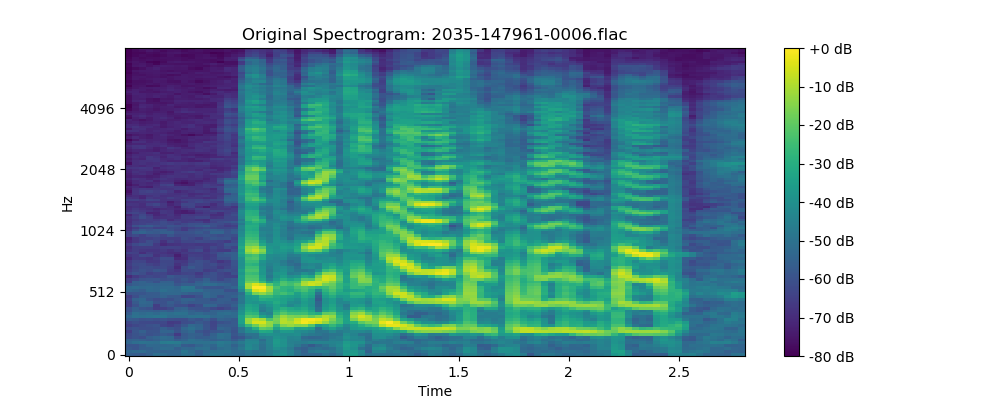 Original Spectrogram: 2035-147961-0006.flac
Hz
4096
2048
1024
512
0
0
0.5
1
1.5
2
2.5
Time
+0 dB
-10 dB
-20 dB
-30 dB
-40 dB
-50 dB
-60 dB
-70 dB
-80 dB